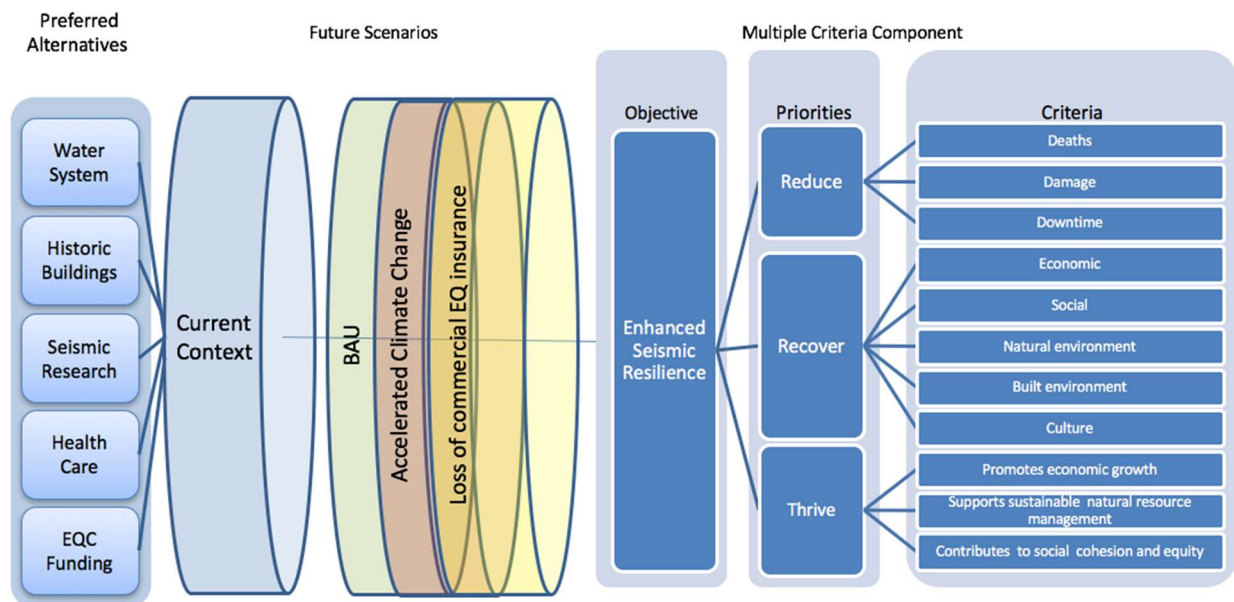 Preferred
Alternatives
Future Scenarios
Multiple Criteria Component
Water
System
Historic
Buildings
Seismic
Research
Health
Care
EQC
Funding
Current
Context
BAU
Accelerated Climate Change
Loss of commercial EQ insurance
Objective
Enhanced
Seismic
Resilience
Priorities
Reduce
Recover
Thrive
Criteria
Deaths
Damage
Downtime
Economic
Social
Natural environment
Built environment
Culture
Promotes economic growth
Supports sustainable natural resource
management
Contributes to social cohesion and equity